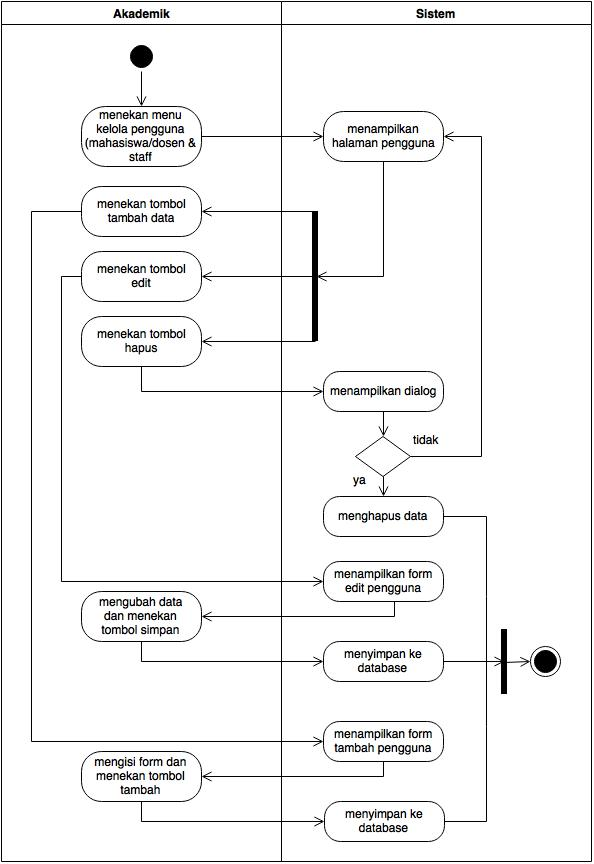 Akademik
Sistem
menekan menu
kelola pengguna
(mahasiswa/dosen &
staff
menampilkan
halaman pengguna
menekan tombol
tambah data
menekan tombol
edit
menekan tombol
hapus
menampilkan dialog
tidak
ya
menghapus data
menampilkan form
edit pengguna
mengubah data
dan menekan
tombol simpan
menyimpan ke
database
menampilkan form
tambah pengguna
mengisi form dan
menekan tombol
tambah
menyimpan ke
database